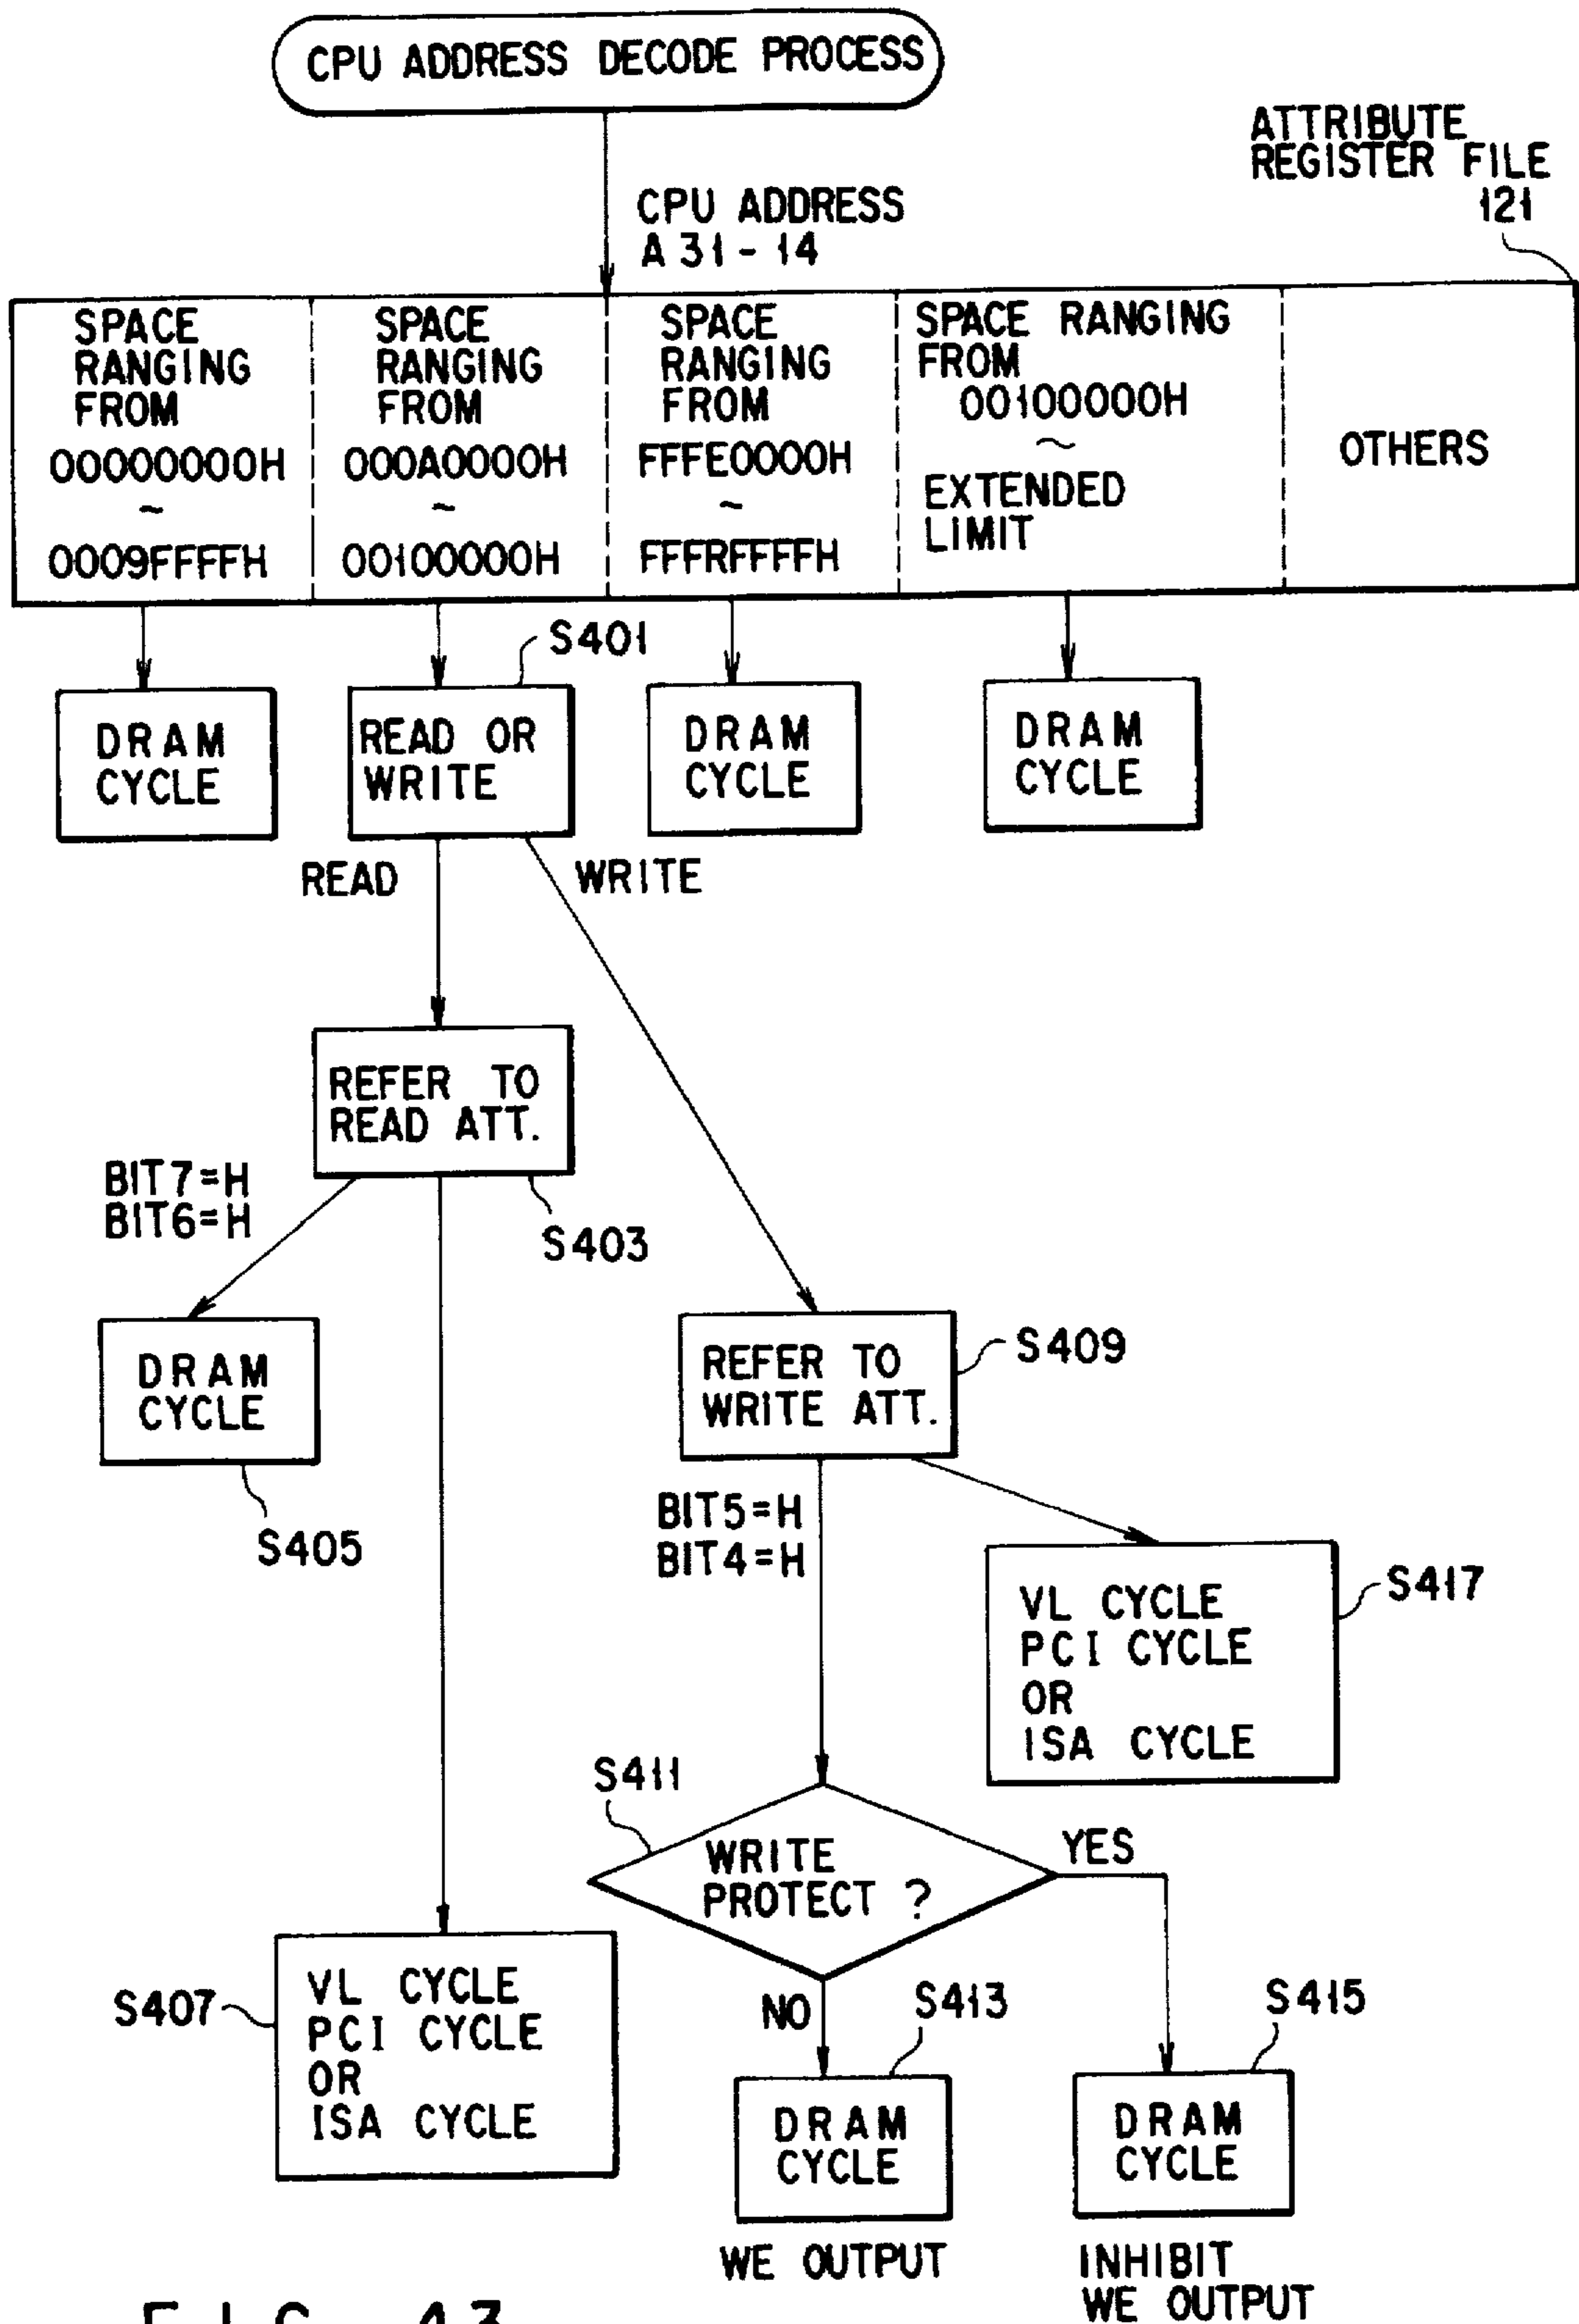 CPU ADDRESS DECODE PROCESS
ATTRIBUTE
REGISTER FILE
121
CPU ADDRESS
A 31 - 14
SPACE
RANGING
FROM
00000000H
~
0009FFFFH
SPACE
RANGING
FROM
000A0000H
~
00100000H
SPACE
RANGING
FROM
FFFE0000H
~
FFFRFFFFH
SPACE RANGING
FROM
00100000H
~
EXTENDED
LIMIT
OTHERS
S401
DRAM
CYCLE
READ OR
WRITE
DRAM
CYCLE
DRAM
CYCLE
READ
WRITE
REFER TO
READ ATT.
BIT7=H
BIT6=H
S403
DRAM
CYCLE
S405
REFER TO
WRITE ATT.
S409
BIT5=H
BIT4=H
VL CYCLE
PCI CYCLE
OR
ISA CYCLE
S417
S411
WRITE
PROTECT ?
YES
NO
S407
VL CYCLE
PCI CYCLE
OR
ISA CYCLE
S413
S415
DRAM
CYCLE
DRAM
CYCLE
WE OUTPUT
INHIBIT
WE OUTPUT
FIG. 43